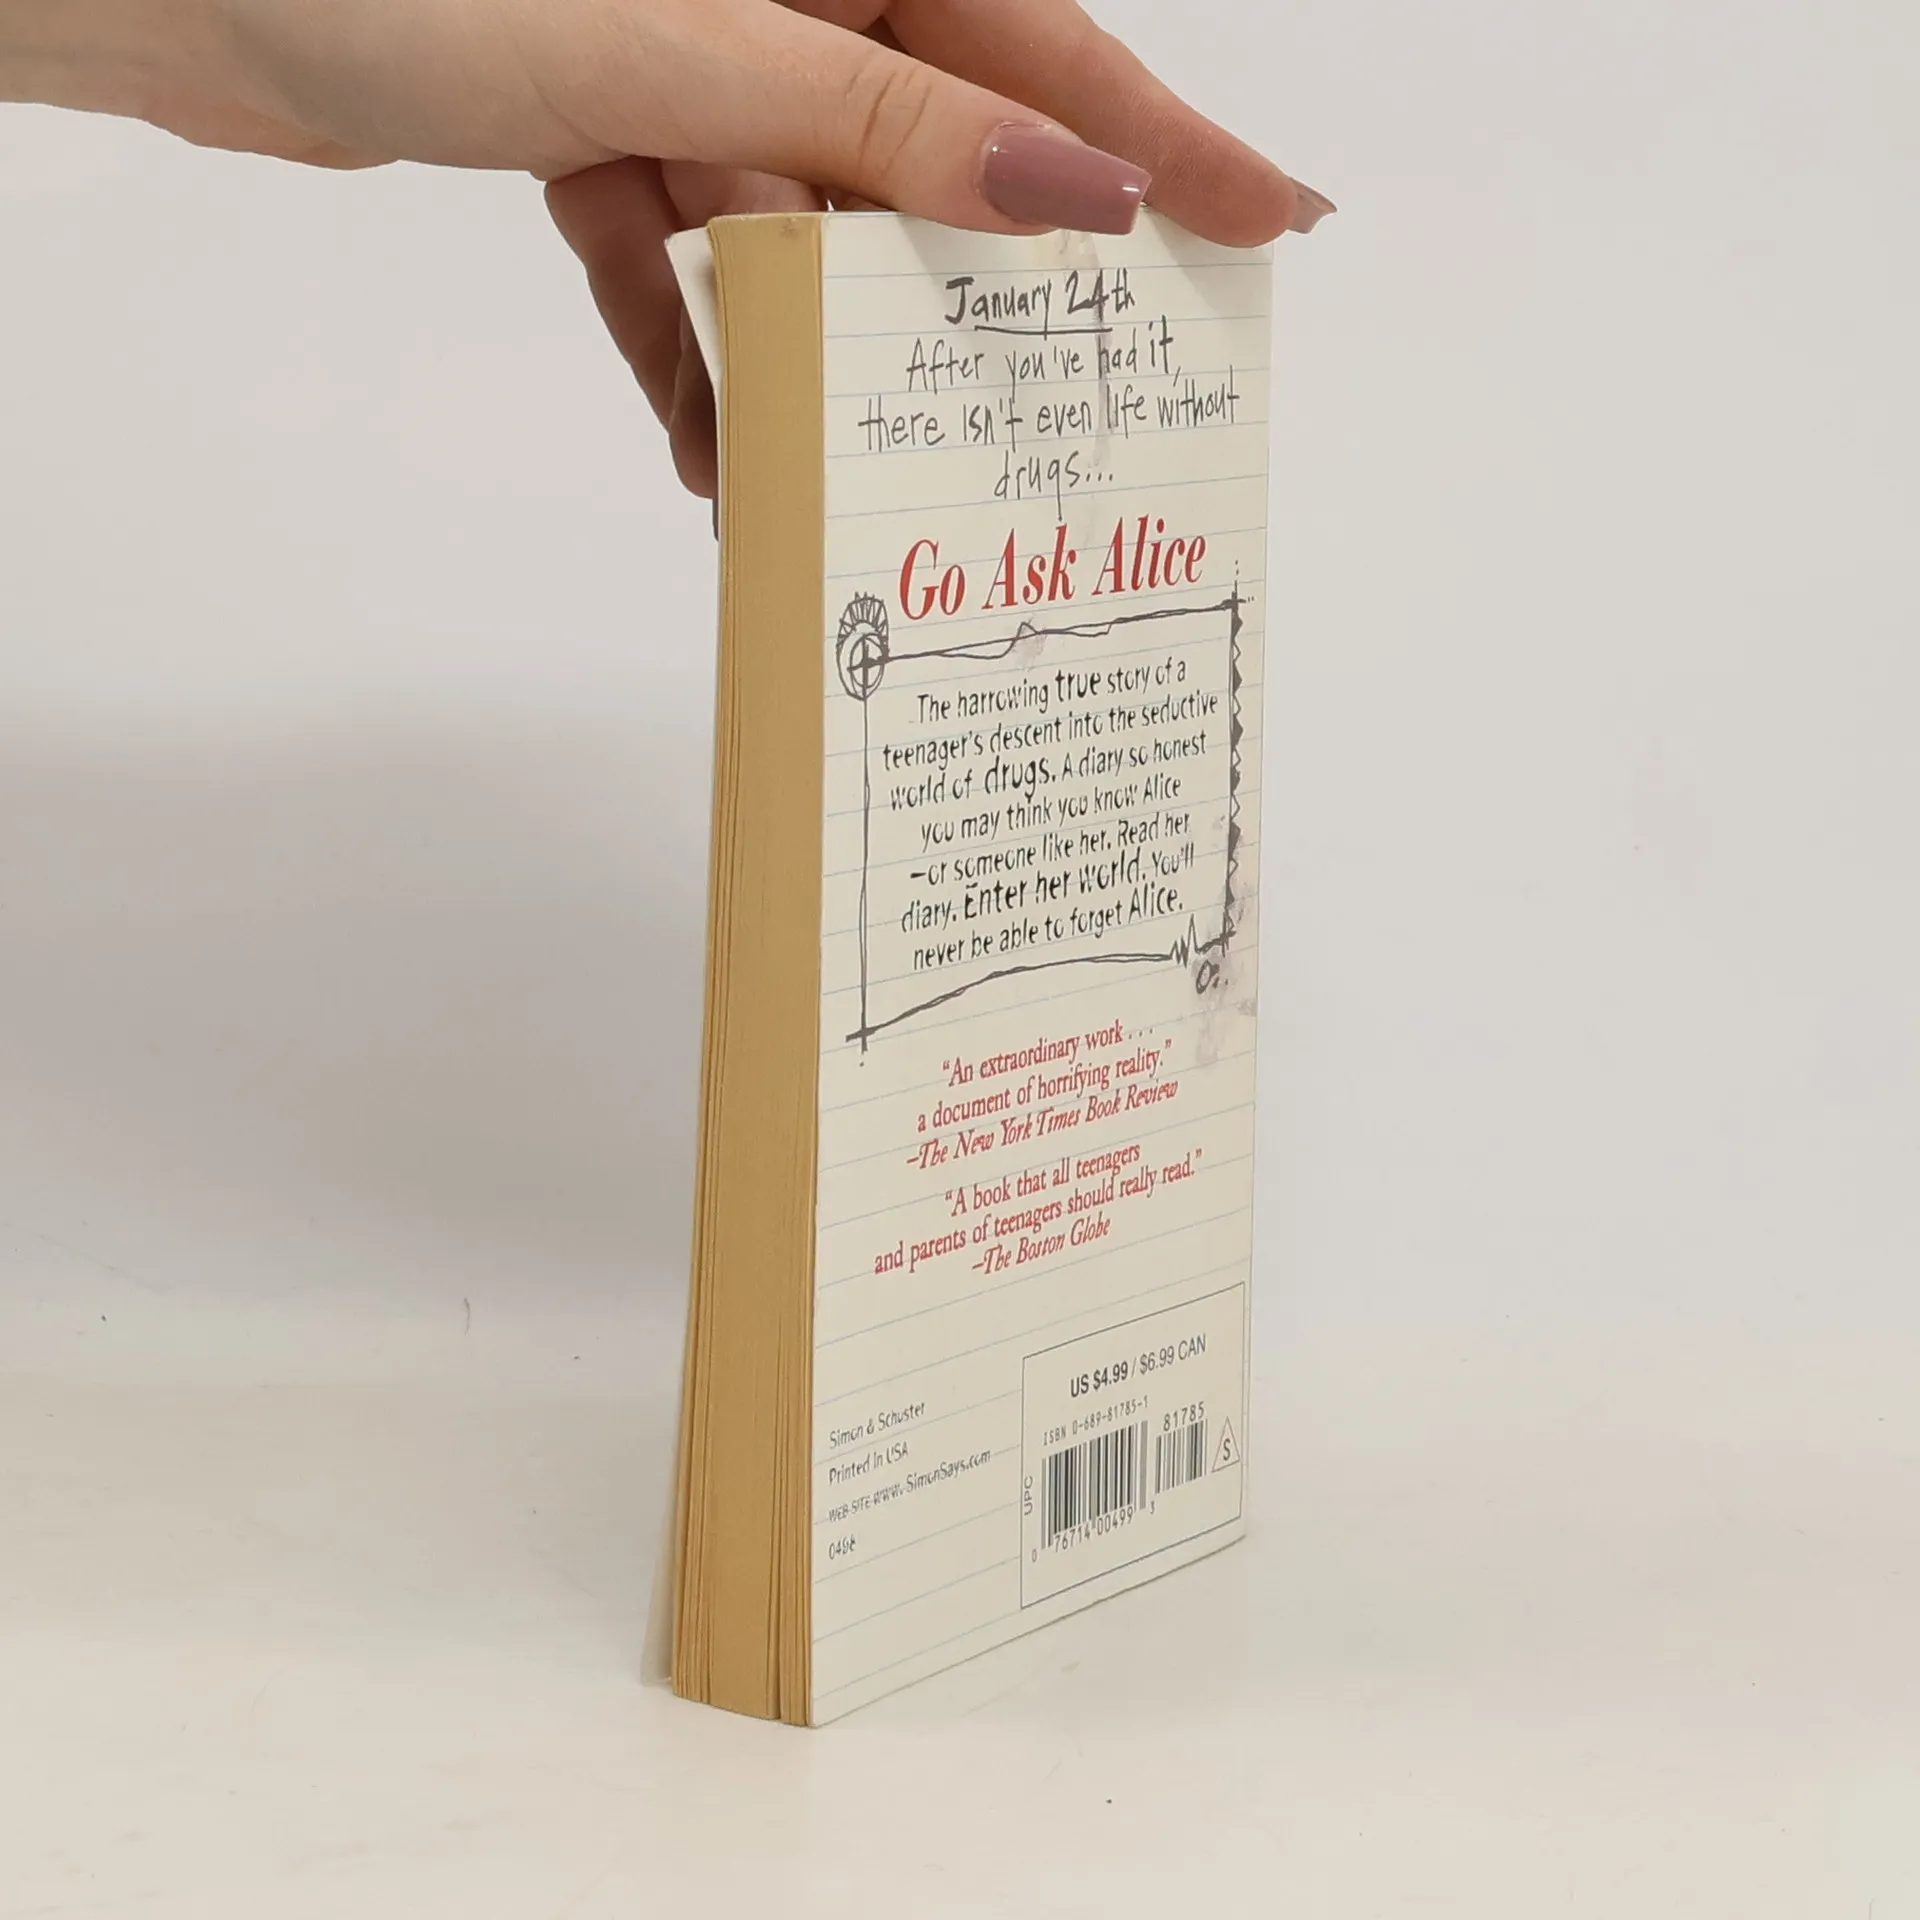 January 24th
After you've had it,
there isn't even life without
drugs...
Go Ask Alice
The harrowing true story of a
teenager's descent into the seductive
world of drugs. A diary so honest
you may think you know Alice
—or someone like her. Read her
diary. Enter her world. You'll
never be able to forget Alice.
“An extraordinary work . . .
a document of horrifying reality.”
–The New York Times Book Review
“A book that all teenagers
and parents of teenagers should really read.”
–The Boston Globe
US $4.99 / $6.99 CAN
ISBN 0-689-81785-1
81785
S
UPC
0 76714 00499 3
Simon & Schuster
Printed in USA
WEB SITE www.SimonSays.com